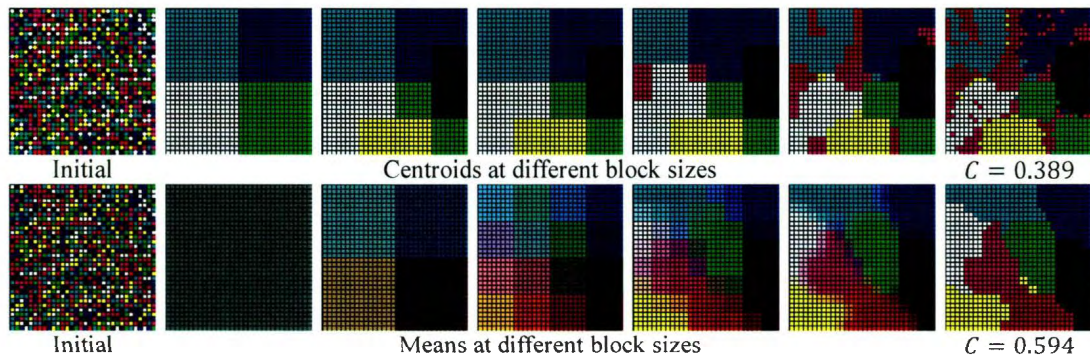 Initial
Centroids at different block sizes
C = 0.389
Initial
Means at different block sizes
C = 0.594